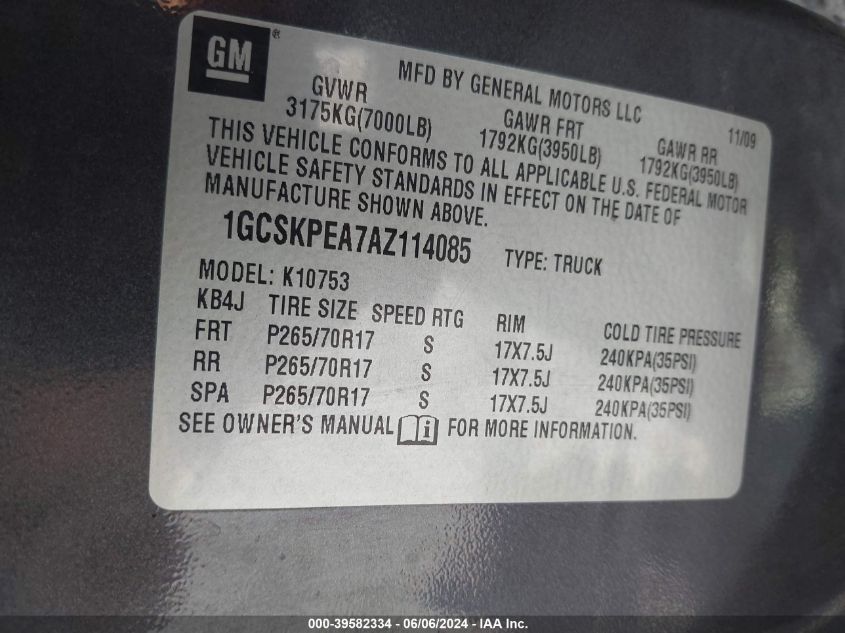 GM®
MFD BY GENERAL MOTORS LLC
11/09
GVWR GAWR FRT GAWR RR
3175KG(7000LB) 1792KG(3950LB) 1792KG(3950LB)
THIS VEHICLE CONFORMS TO ALL APPLICABLE U.S. FEDERAL MOTOR
VEHICLE SAFETY STANDARDS IN EFFECT ON THE DATE OF
MANUFACTURE SHOWN ABOVE.
1GCSKPEA7AZ114085 TYPE: TRUCK
MODEL: K10753
KB4J TIRE SIZE SPEED RTG RIM COLD TIRE PRESSURE
FRT P265/70R17 S 17X7.5J 240KPA(35PSI)
RR P265/70R17 S 17X7.5J 240KPA(35PSI)
SPA P265/70R17 S 17X7.5J 240KPA(35PSI)
SEE OWNER'S MANUAL i FOR MORE INFORMATION.
000-39582334 - 06/06/2024 - IAA Inc.